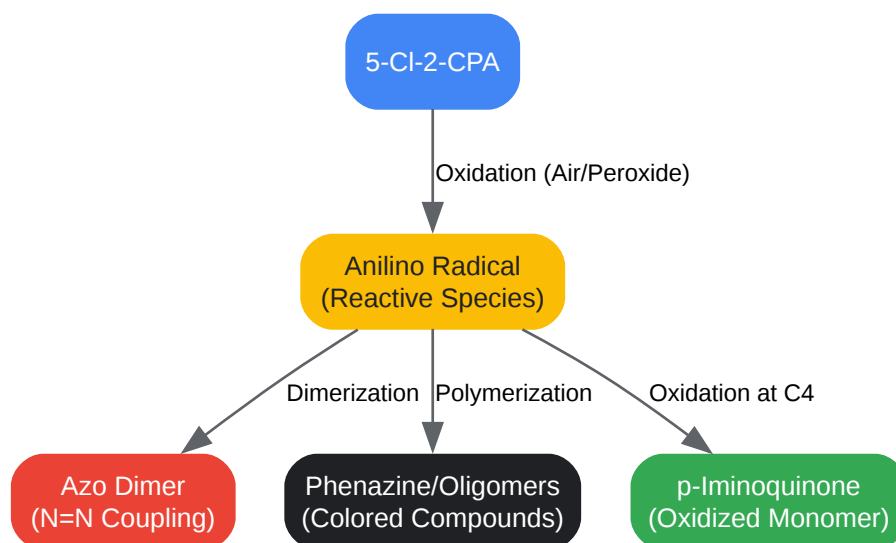 5-Cl-2-CPA
Oxidation (Air/Peroxide)
Anilino Radical
(Reactive Species)
Dimerization
Polymerization
Oxidation at C4
Azo Dimer
(N=N Coupling)
Phenazine/Oligomers
(Colored Compounds)
p-Iminoquinone
(Oxidized Monomer)